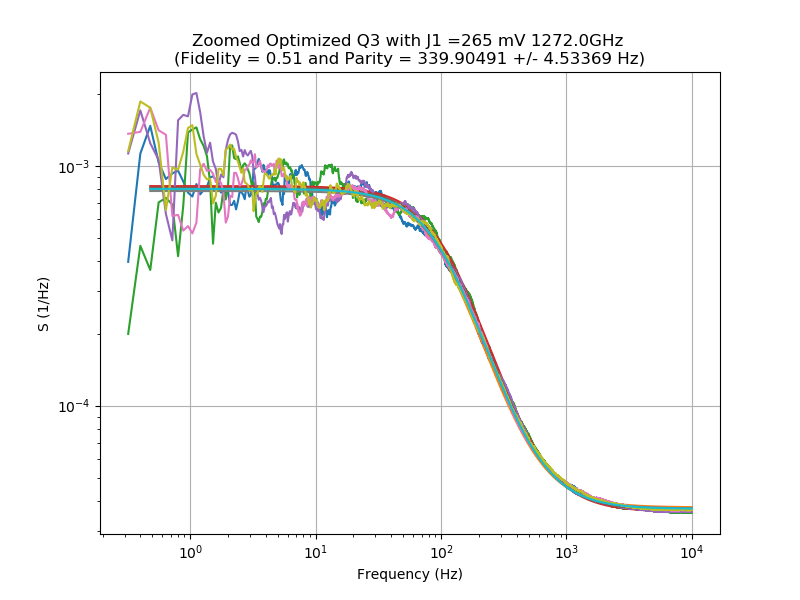 Zoomed Optimized Q3 with J1 =265 mV 1272.0GHz
(Fidelity = 0.51 and Parity = 339.90491 +/- 4.53369 Hz)
10⁻³
10⁻⁴
S (1/Hz)
10⁰ 10¹ 10² 10³ 10⁴
Frequency (Hz)